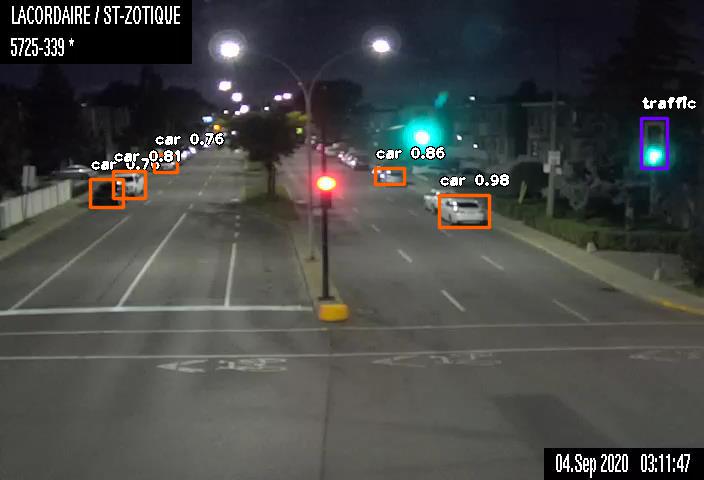 LACORDAIRE / ST-ZOTIQUE
5725-339 *
traffic
car 0.76
car 0.86
car 0.81
car
car 0.98
04.Sep 2020 03:11:47